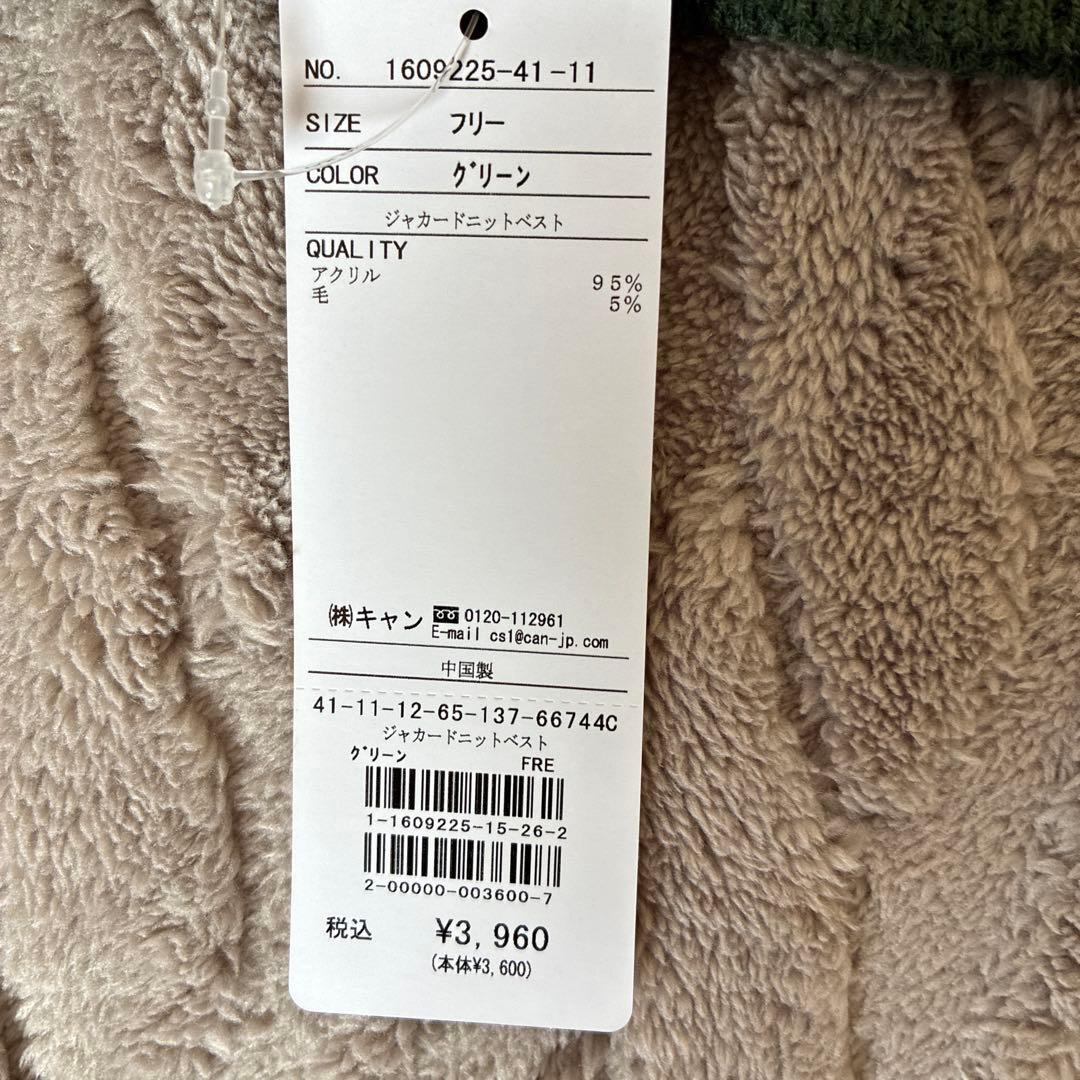 NO. 1609225-41-11
SIZE フリー
COLOR グリーン
ジャカードニットベスト
QUALITY
アクリル 95%
毛 5%
㈱キャン 0120-112961
E-mail cs1@can-jp.com
中国製
41-11-12-65-137-66744C
ジャカードニットベスト
グリーン FRE
1-1609225-15-26-2
2-00000-003600-7
税込 ¥3,960
(本体¥3,600)